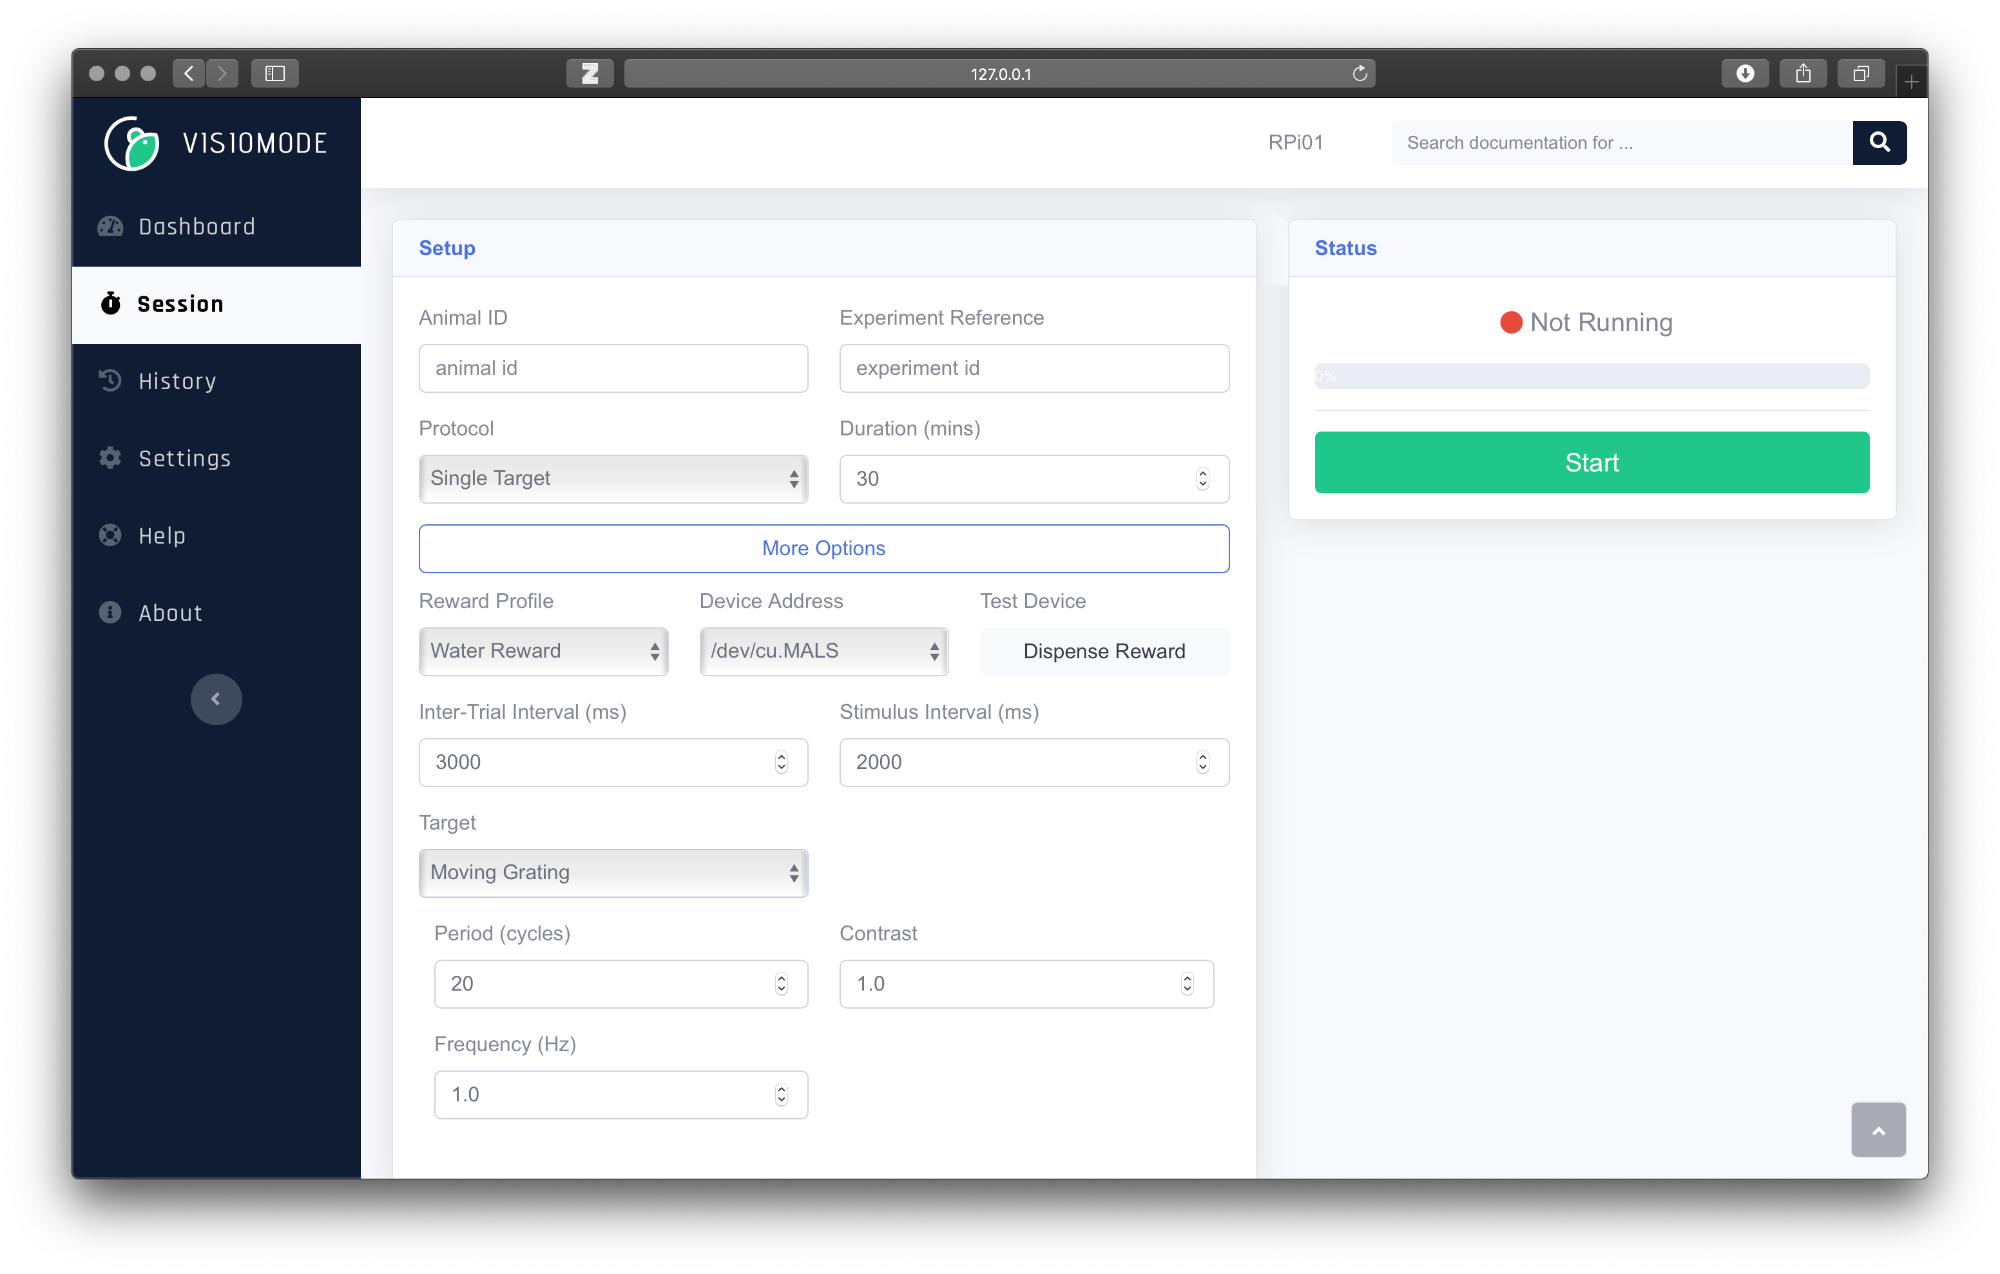 127.0.0.1
VISIOMODE
RPi01
Search documentation for ...
Dashboard
Session
History
Settings
Help
About
Setup
Animal ID
Experiment Reference
animal id
experiment id
Protocol
Duration (mins)
Single Target
30
More Options
Reward Profile
Device Address
Test Device
Water Reward
/dev/cu.MALS
Dispense Reward
Inter-Trial Interval (ms)
Stimulus Interval (ms)
3000
2000
Target
Moving Grating
Period (cycles)
Contrast
20
1.0
Frequency (Hz)
1.0
Status
Not Running
0%
Start